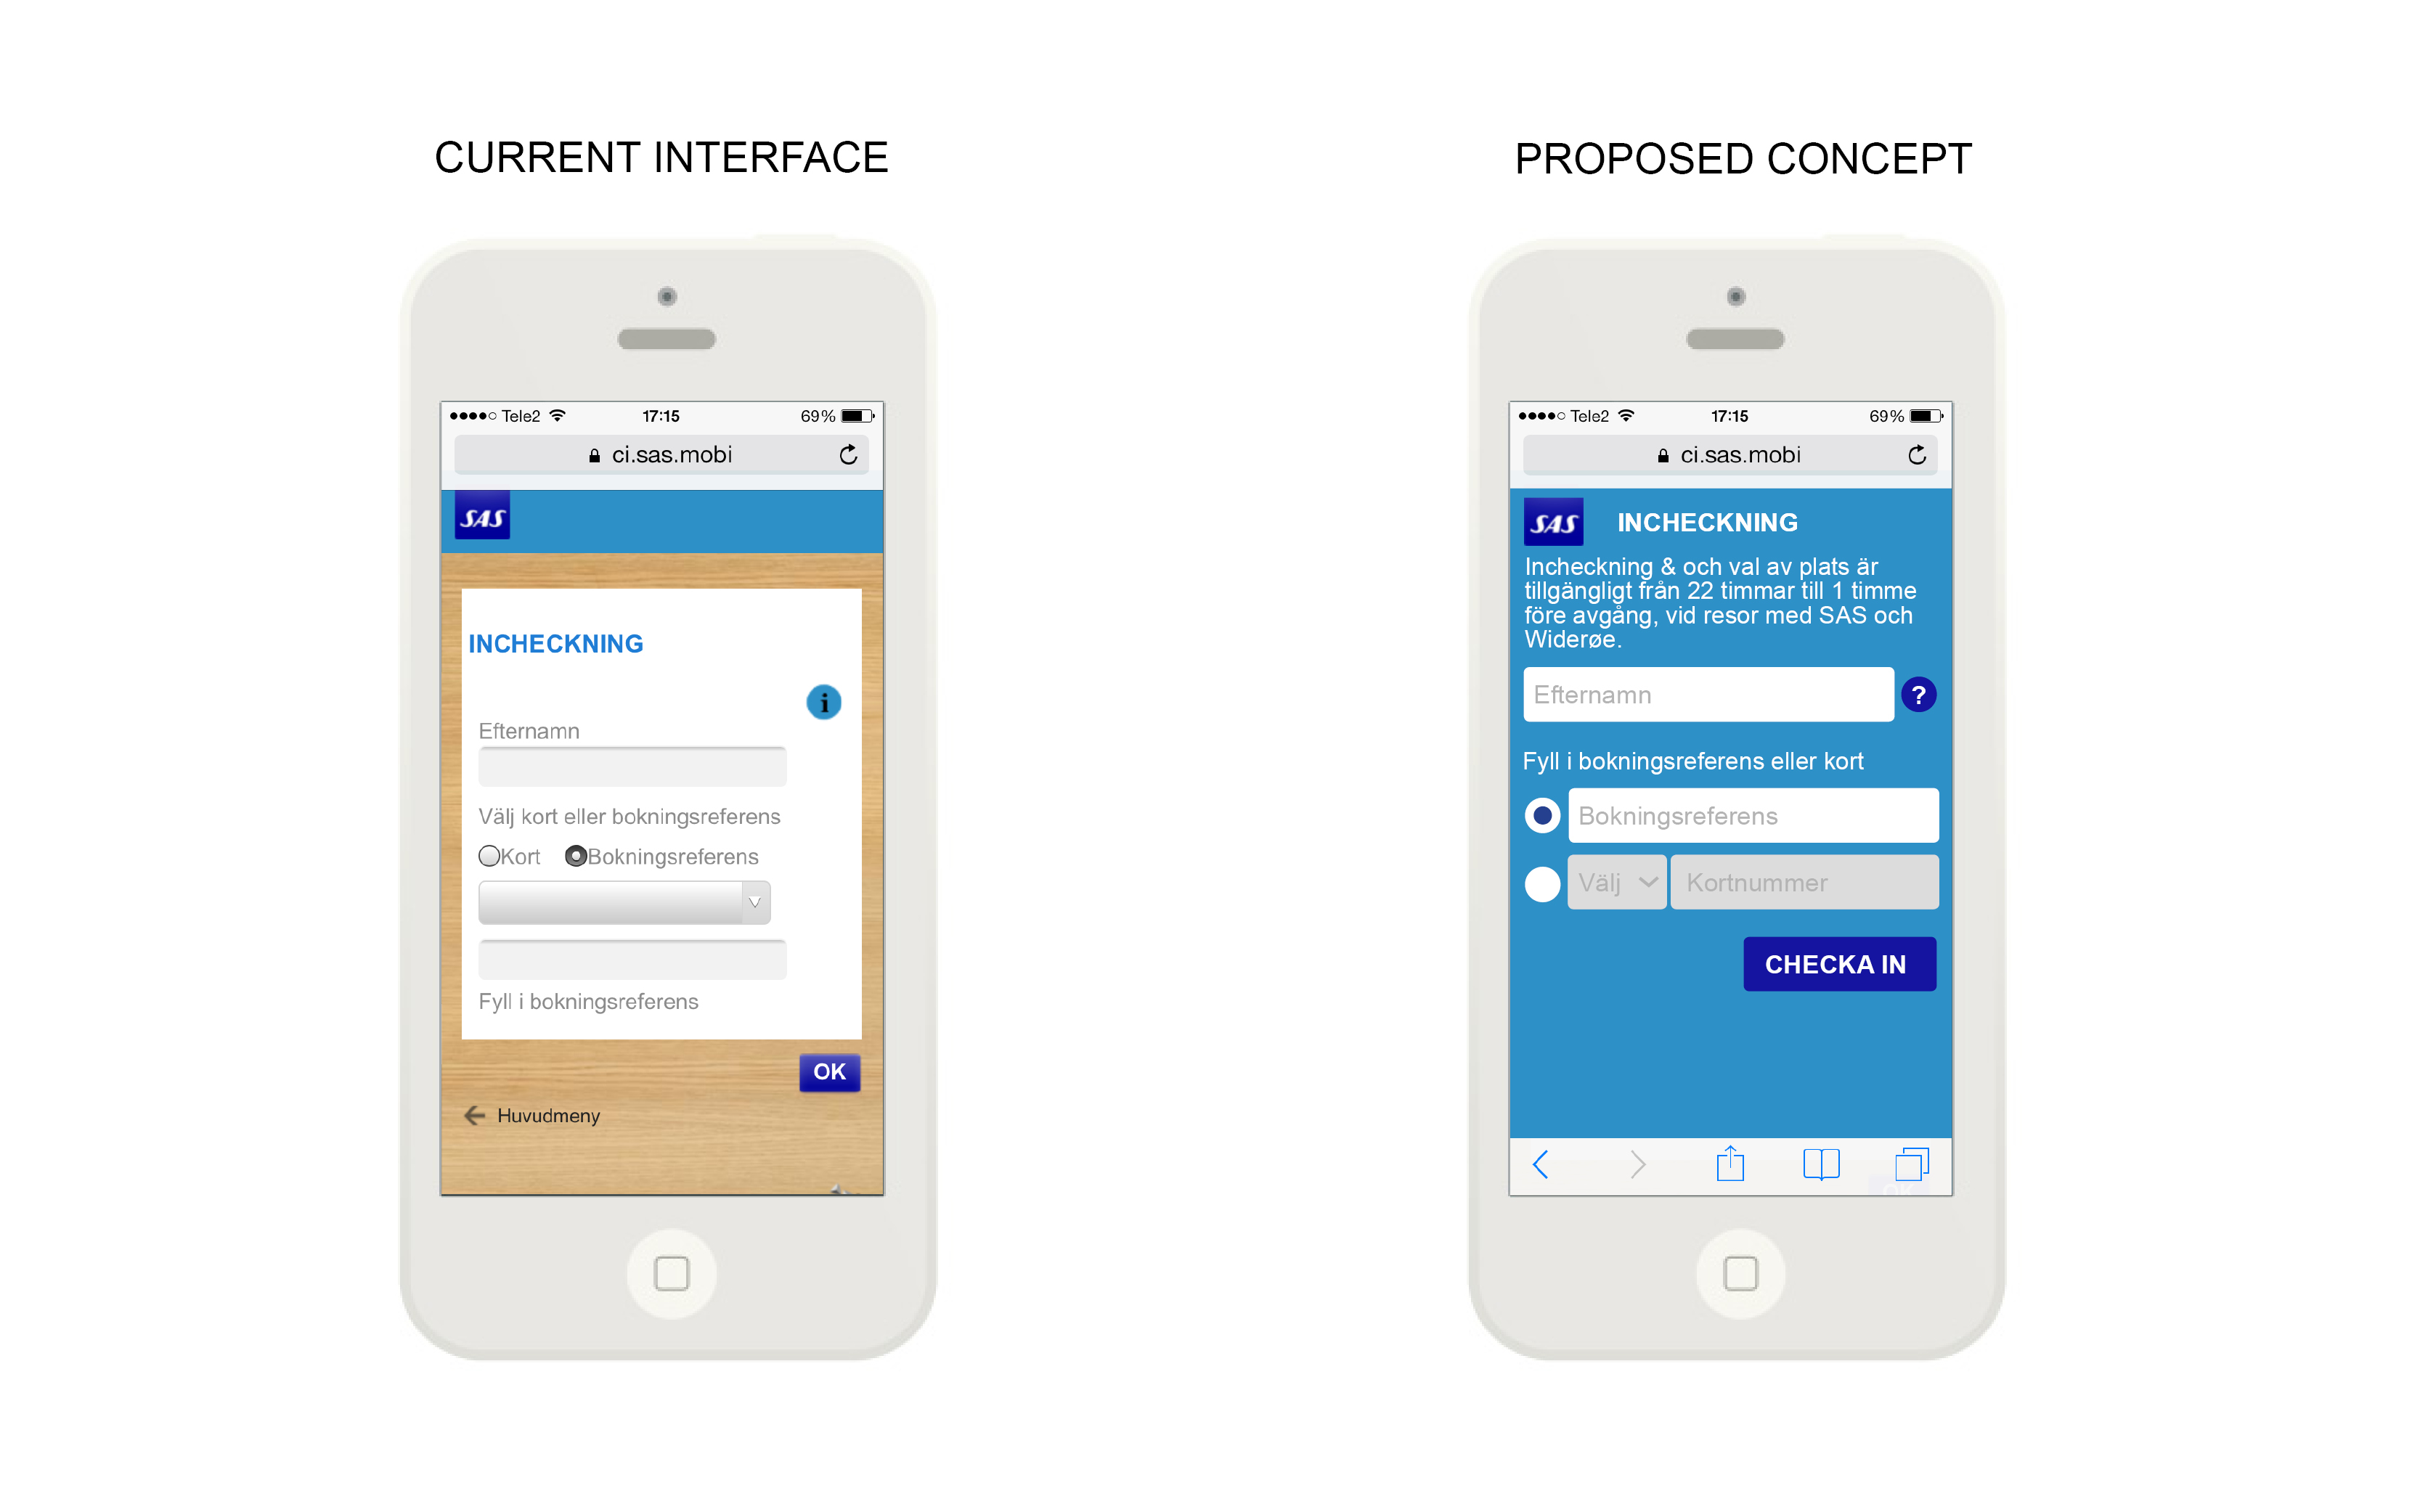 CURRENT INTERFACE
Tele2 17:15 69%
ci.sas.mobi
SAS
INCHECKNING
i
Efternamn
Välj kort eller bokningsreferens
Kort Bokningsreferens
Fyll i bokningsreferens
OK
Huvudmeny
PROPOSED CONCEPT
Tele2 17:15 69%
ci.sas.mobi
SAS INCHECKNING
Incheckning & och val av plats är
tillgängligt från 22 timmar till 1 timme
före avgång, vid resor med SAS och
Widerøe.
Efternamn ?
Fyll i bokningsreferens eller kort
Bokningsreferens
Välj Kortnummer
CHECKA IN
OK